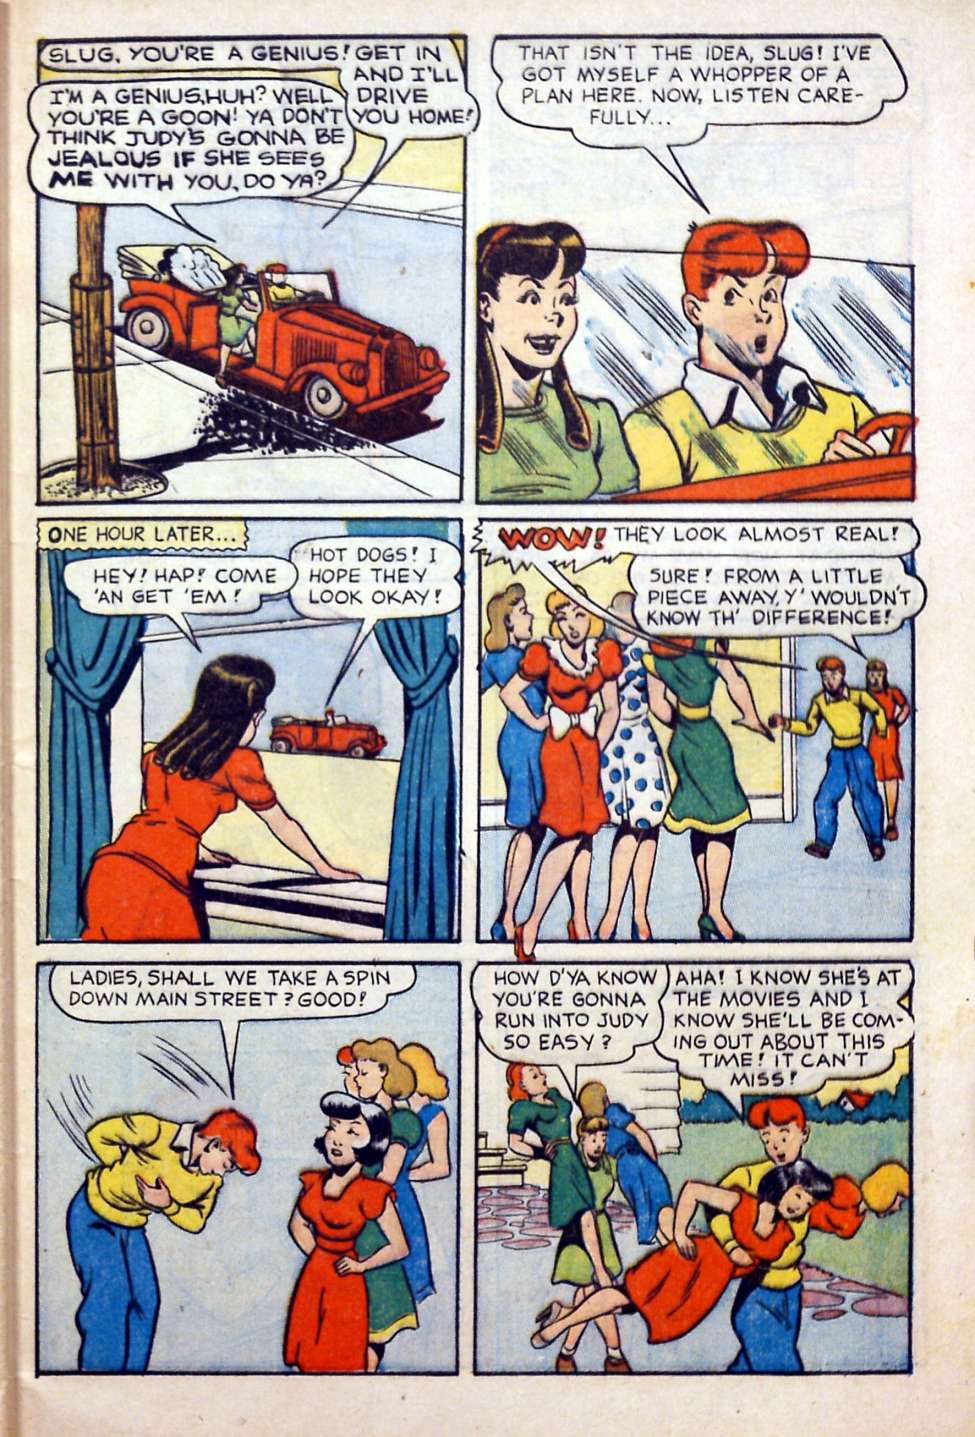 SLUG, YOU'RE A GENIUS! GET IN
AND I'LL
DRIVE
YOU HOME!
I'M A GENIUS, HUH? WELL
YOU'RE A GOON! YA DON'T
THINK JUDY'S GONNA BE
JEALOUS IF SHE SEES
ME WITH YOU, DO YA?
THAT ISN'T THE IDEA, SLUG! I'VE
GOT MYSELF A WHOPPER OF A
PLAN HERE. NOW, LISTEN CARE-
FULLY...
ONE HOUR LATER...
HEY! HAP! COME
'AN GET 'EM!
HOT DOGS! I
HOPE THEY
LOOK OKAY!
WOW! THEY LOOK ALMOST REAL!
SURE! FROM A LITTLE
PIECE AWAY, Y' WOULDN'T
KNOW TH' DIFFERENCE!
LADIES, SHALL WE TAKE A SPIN
DOWN MAIN STREET? GOOD!
HOW D'YA KNOW
YOU'RE GONNA
RUN INTO JUDY
SO EASY?
AHA! I KNOW SHE'S AT
THE MOVIES AND I
KNOW SHE'LL BE COM-
ING OUT ABOUT THIS
TIME! IT CAN'T
MISS!